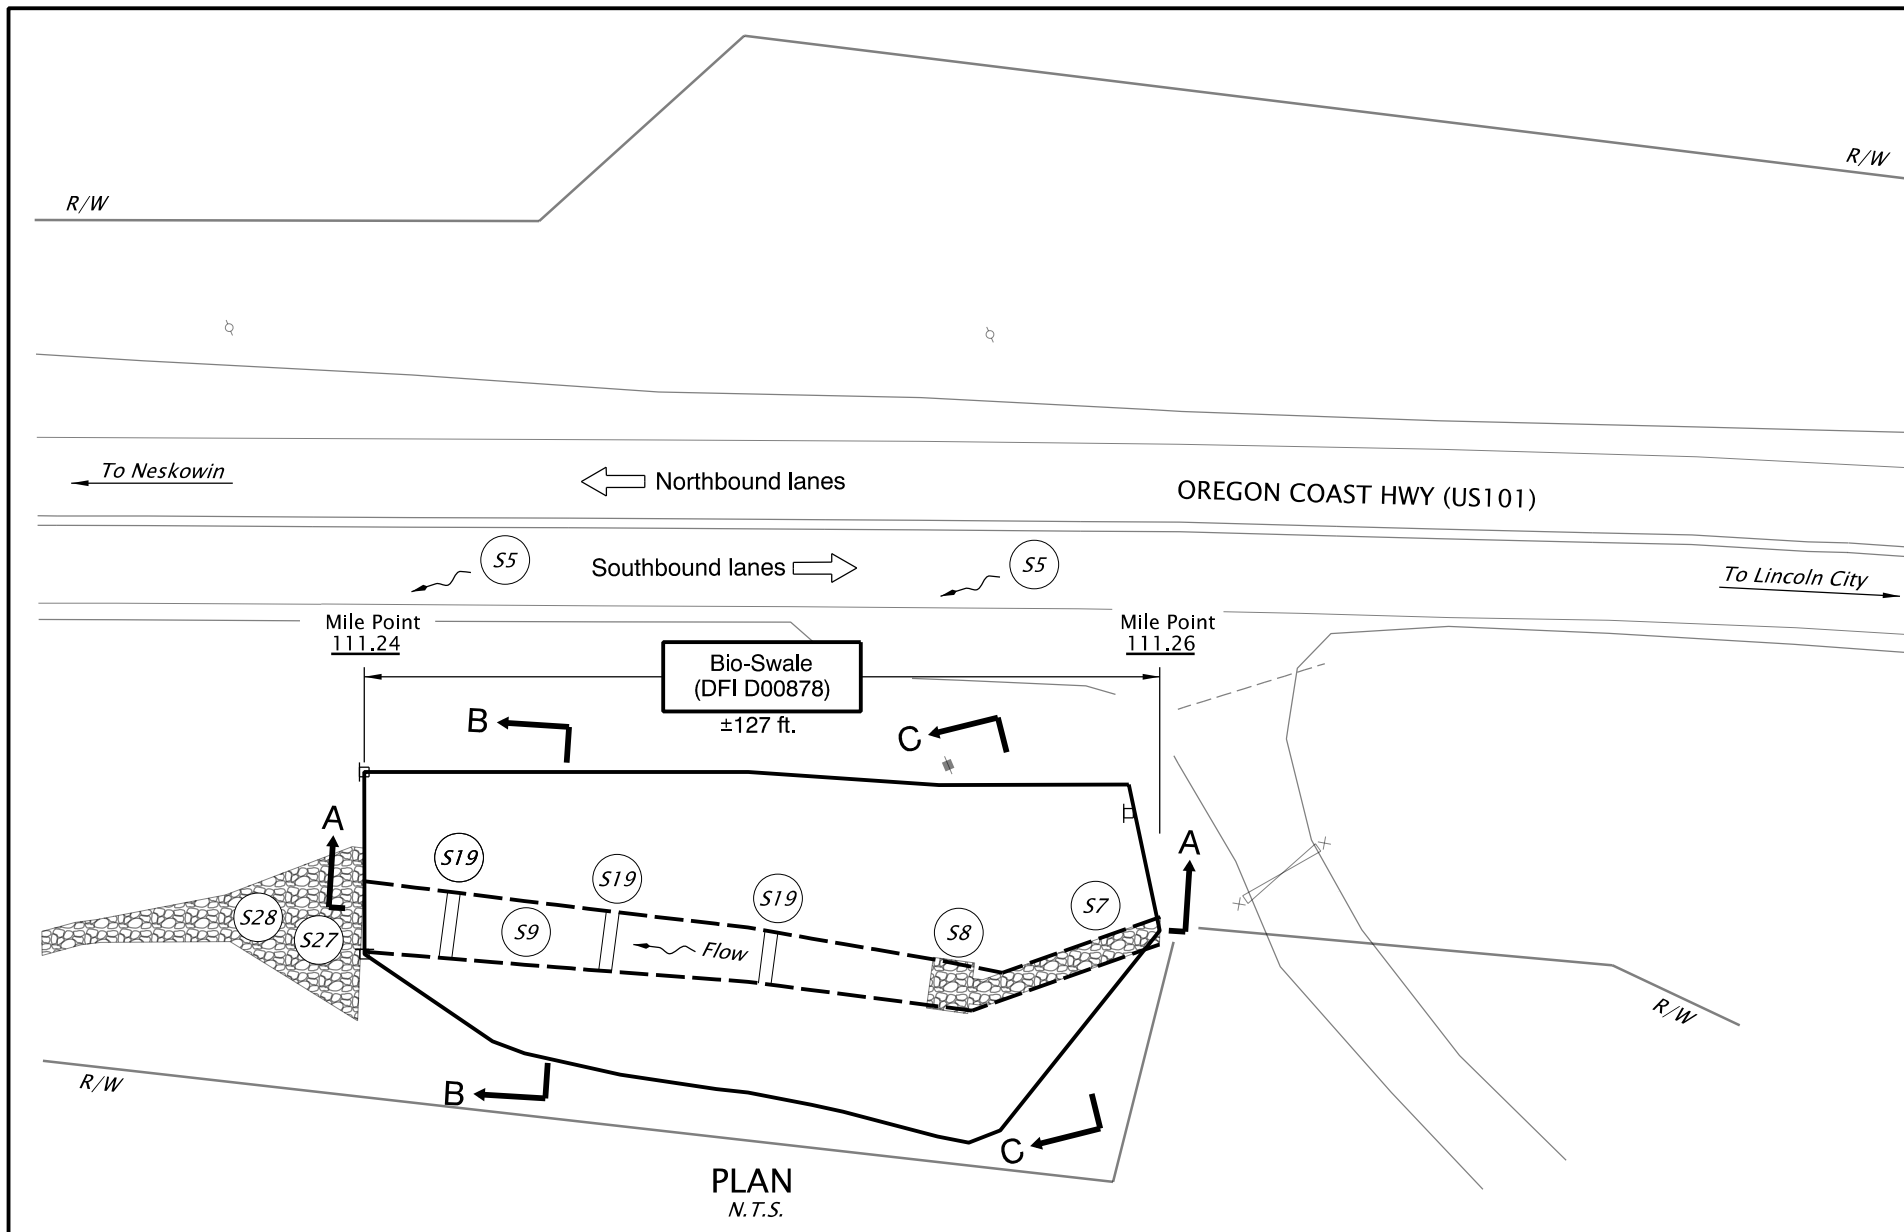 R/W
R/W
To Neskowin
Northbound lanes
OREGON COAST HWY (US101)
S5
Southbound lanes
S5
To Lincoln City
Mile Point
111.24
Mile Point
111.26
Bio-Swale
(DFI D00878)
±127 ft.
B
C
A
A
S19
S19
S19
S7
S28
S27
S9
Flow
S8
R/W
R/W
B
C
PLAN
N.T.S.